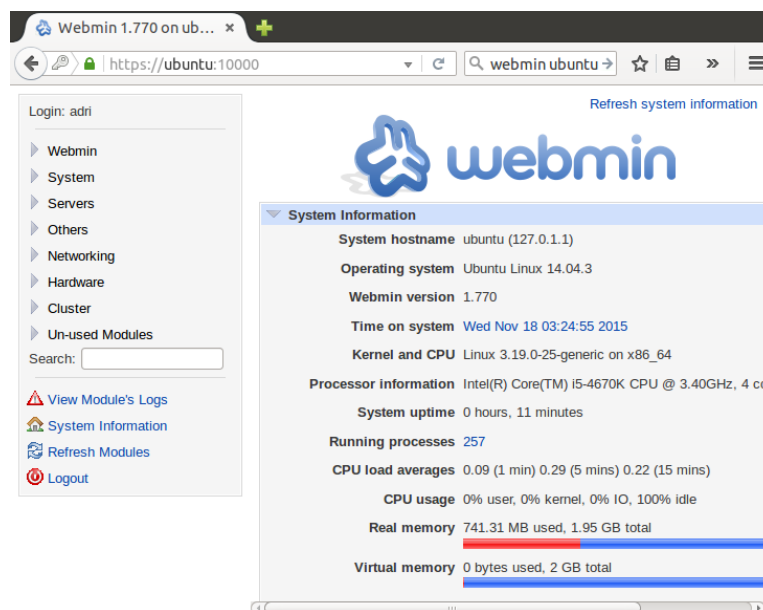 Webmin 1.770 on ub... ×
https://ubuntu:10000
webmin ubuntu
Login: adri
Webmin
System
Servers
Others
Networking
Hardware
Cluster
Un-used Modules
Search:
View Module's Logs
System Information
Refresh Modules
Logout
Refresh system information
webmin
System Information
System hostname ubuntu (127.0.1.1)
Operating system Ubuntu Linux 14.04.3
Webmin version 1.770
Time on system Wed Nov 18 03:24:55 2015
Kernel and CPU Linux 3.19.0-25-generic on x86_64
Processor information Intel(R) Core(TM) i5-4670K CPU @ 3.40GHz, 4 co
System uptime 0 hours, 11 minutes
Running processes 257
CPU load averages 0.09 (1 min) 0.29 (5 mins) 0.22 (15 mins)
CPU usage 0% user, 0% kernel, 0% IO, 100% idle
Real memory 741.31 MB used, 1.95 GB total
Virtual memory 0 bytes used, 2 GB total